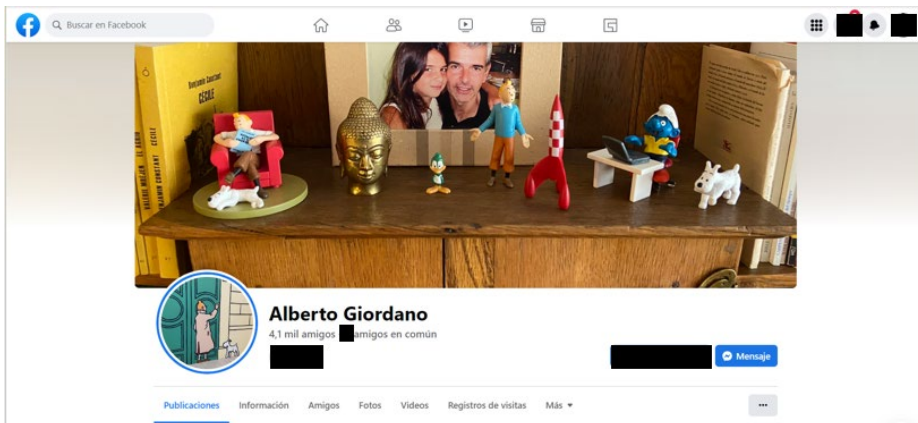 Buscar en Facebook
Benjamin Constant
CÉCILE
Alberto Giordano
4,1 mil amigos
amigos en común
Mensaje
Publicaciones
Información
Amigos
Fotos
Videos
Registros de visitas
Más